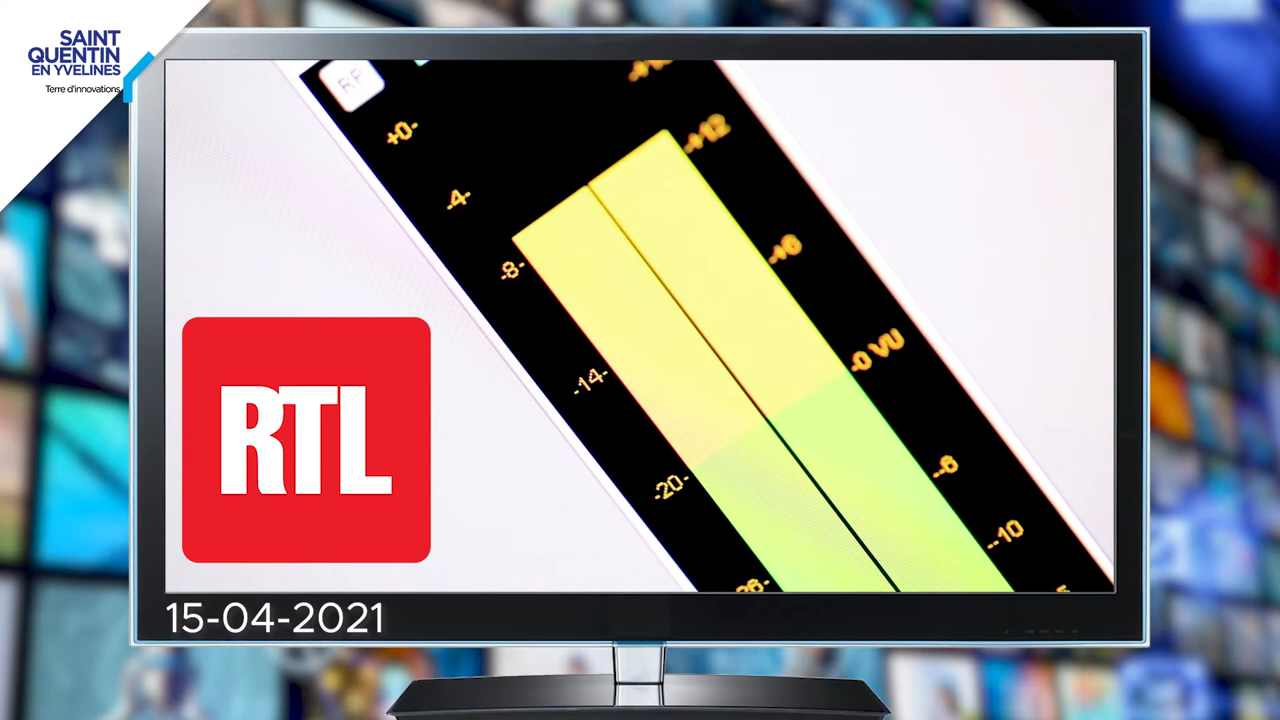 SAINT
QUENTIN
EN YVELINES
Terre d'innovations
RP
+0-
-4-
-8-
-14-
-20-
-+12
-+6
-0 VU
--6
--10
RTL
15-04-2021